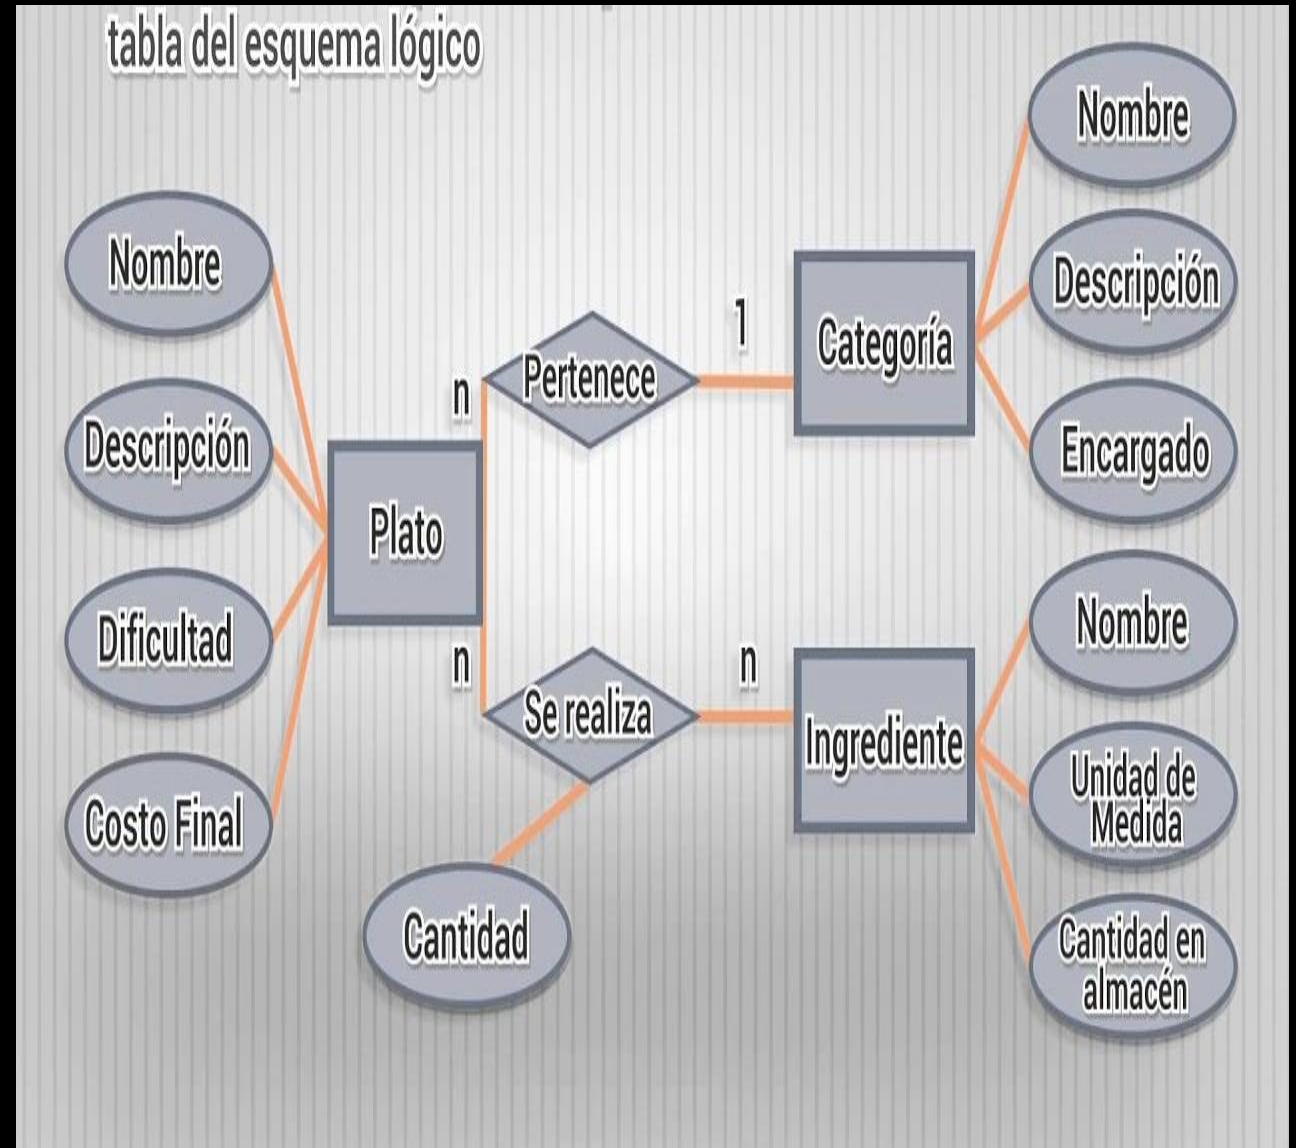 tabla del esquema lógico
Nombre
Descripción
Dificultad
Costo Final
Plato
n
Pertenece
1
Categoría
Nombre
Descripción
Encargado
n
Se realiza
n
Ingrediente
Nombre
Unidad de
Medida
Cantidad en
almacén
Cantidad